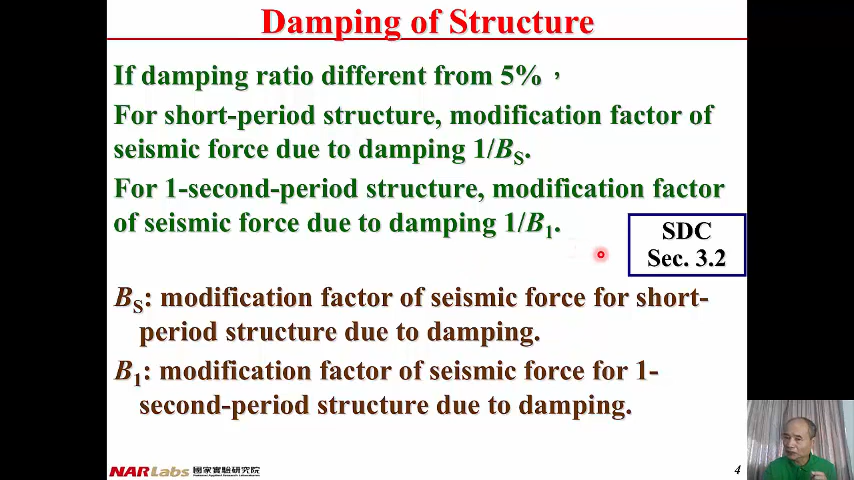 Damping of Structure
If damping ratio different from 5%，
For short-period structure, modification factor of
seismic force due to damping 1/BS.
For 1-second-period structure, modification factor
of seismic force due to damping 1/B1.
SDC
Sec. 3.2
BS: modification factor of seismic force for short-
period structure due to damping.
B1: modification factor of seismic force for 1-
second-period structure due to damping.
NARLabs 國家實驗研究院
4